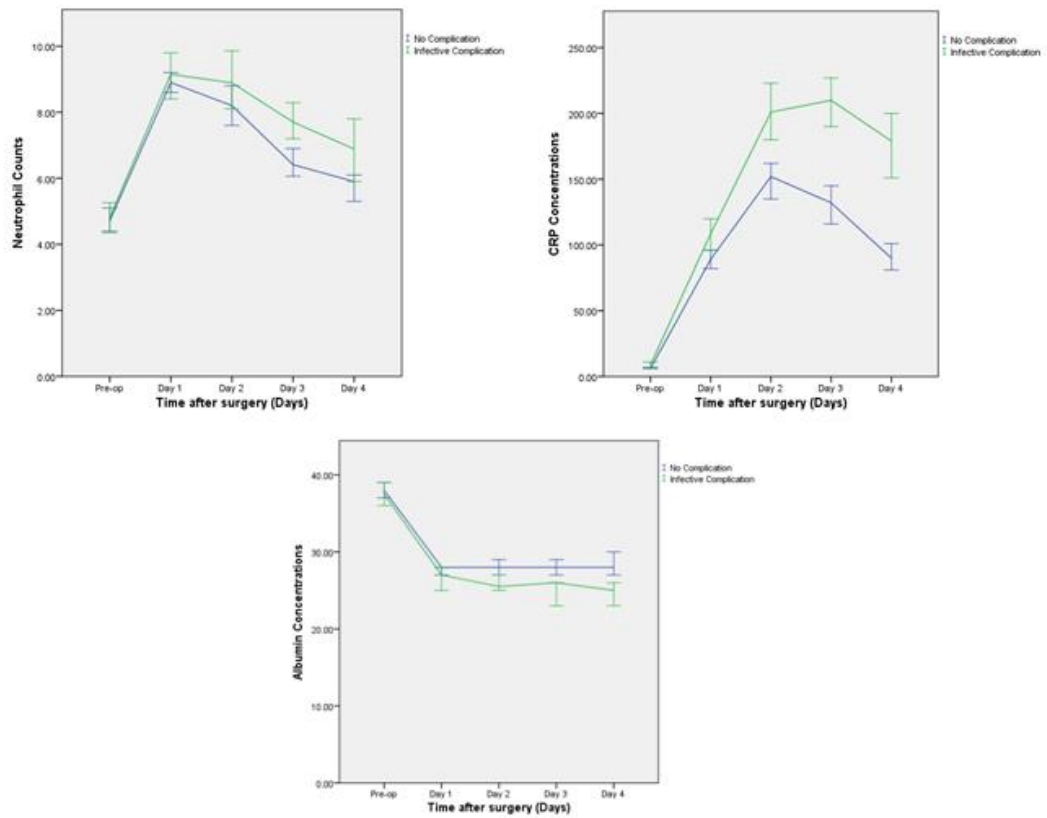 No Complication
Infective Complication
10.00
8.00
6.00
4.00
2.00
0.00
Neutrophil Counts
Pre-op Day 1 Day 2 Day 3 Day 4
Time after surgery (Days)
No Complication
Infective Complication
250.00
200.00
150.00
100.00
50.00
0.00
CRP Concentrations
Pre-op Day 1 Day 2 Day 3 Day 4
Time after surgery (Days)
No Complication
Infective Complication
40.00
30.00
20.00
10.00
0.00
Albumin Concentrations
Pre-op Day 1 Day 2 Day 3 Day 4
Time after surgery (Days)